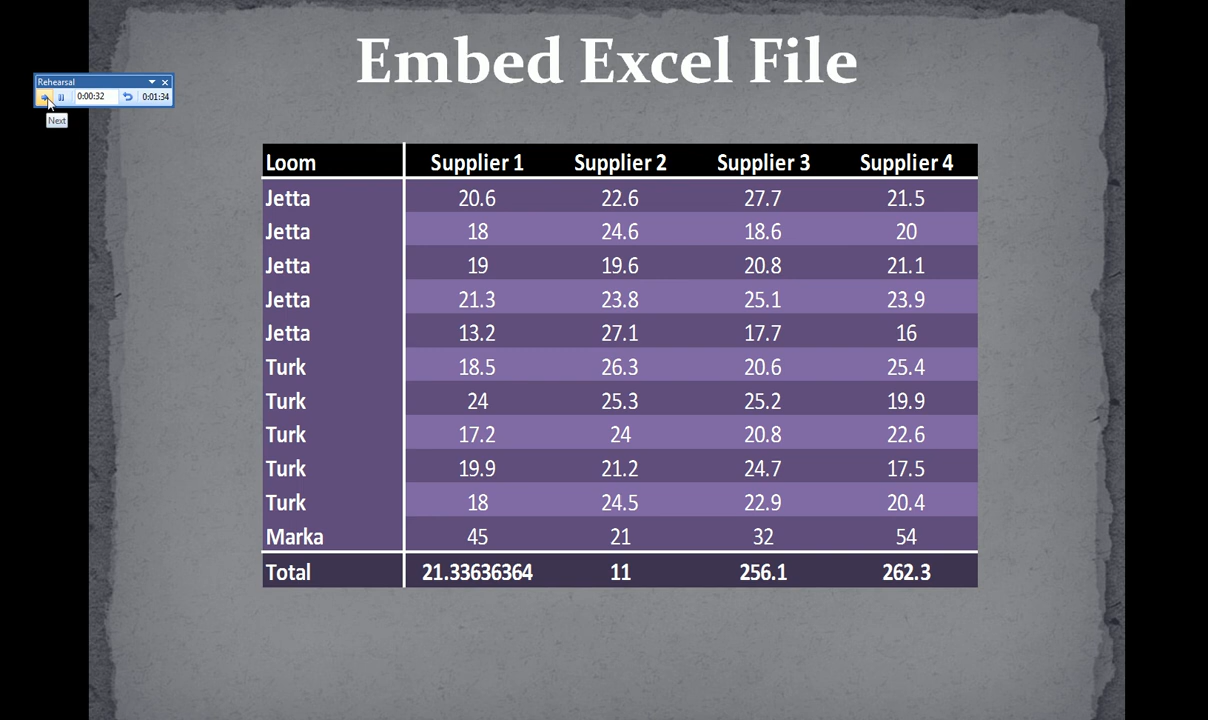 Embed Excel File
Rehearsal
0:00:32 0:01:34
Next
Loom Supplier 1 Supplier 2 Supplier 3 Supplier 4
Jetta 20.6 22.6 27.7 21.5
Jetta 18 24.6 18.6 20
Jetta 19 19.6 20.8 21.1
Jetta 21.3 23.8 25.1 23.9
Jetta 13.2 27.1 17.7 16
Turk 18.5 26.3 20.6 25.4
Turk 24 25.3 25.2 19.9
Turk 17.2 24 20.8 22.6
Turk 19.9 21.2 24.7 17.5
Turk 18 24.5 22.9 20.4
Marka 45 21 32 54
Total 21.33636364 11 256.1 262.3